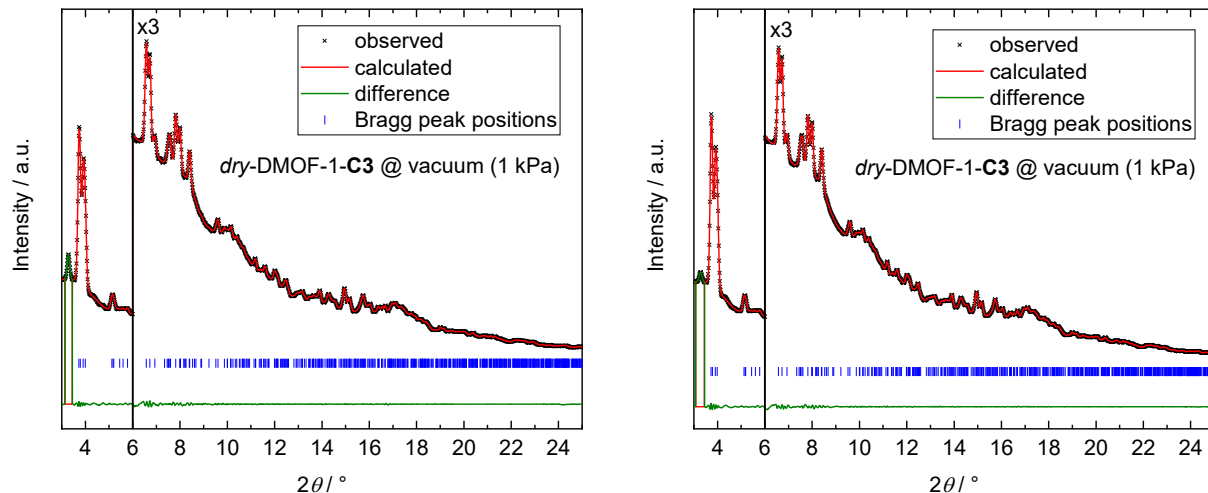 x3
observed
calculated
difference
Bragg peak positions
dry-DMOF-1-C3 @ vacuum (1 kPa)
Intensity / a.u.
4 6 8 10 12 14 16 18 20 22 24
2θ / °
x3
observed
calculated
difference
Bragg peak positions
dry-DMOF-1-C3 @ vacuum (1 kPa)
Intensity / a.u.
4 6 8 10 12 14 16 18 20 22 24
2θ / °